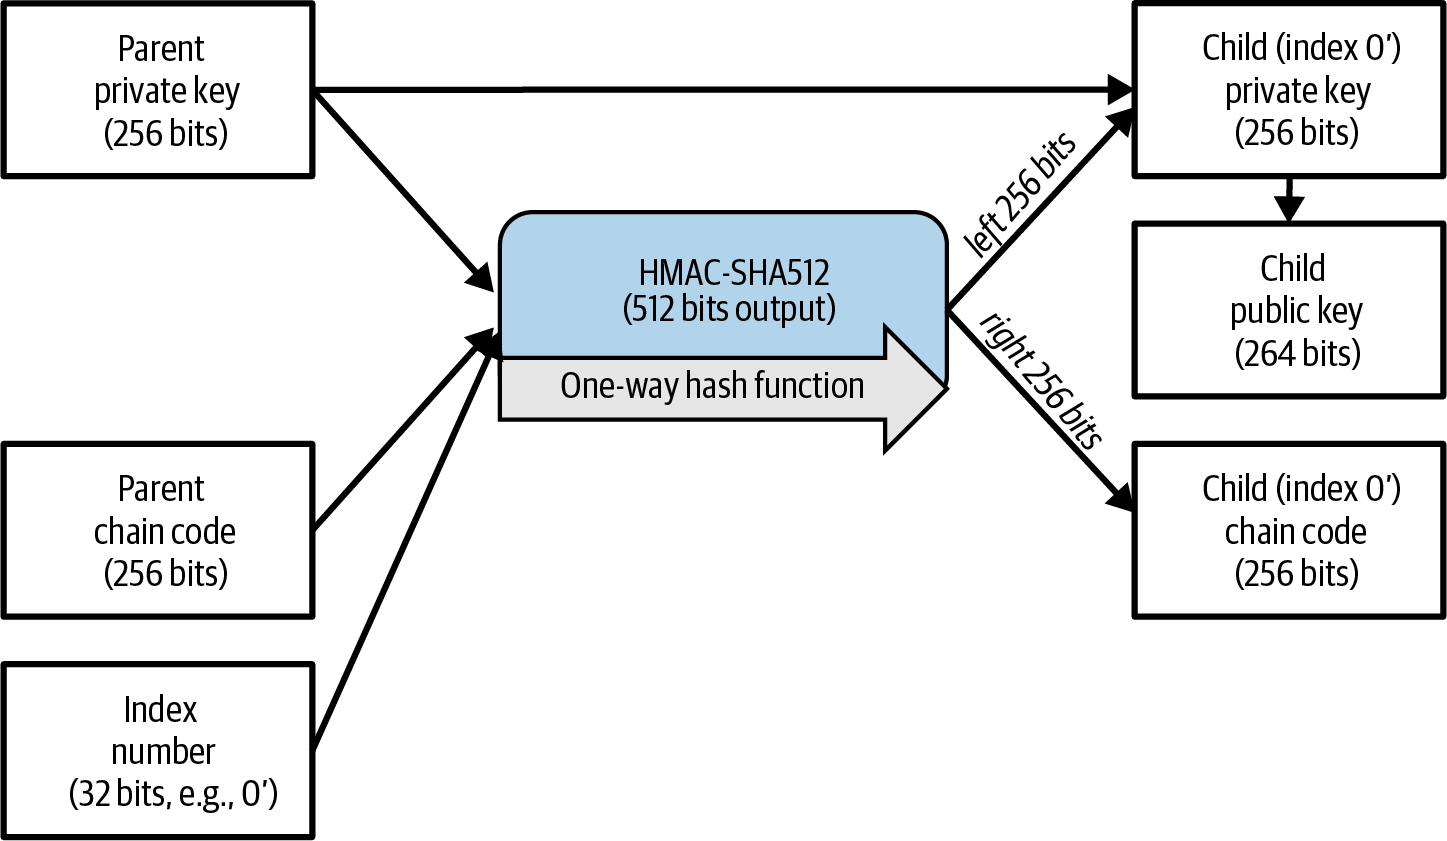 Parent
private key
(256 bits)
Child (index 0′)
private key
(256 bits)
left 256 bits
HMAC-SHA512
(512 bits output)
One-way hash function
Child
public key
(264 bits)
right 256 bits
Parent
chain code
(256 bits)
Child (index 0′)
chain code
(256 bits)
Index
number
(32 bits, e.g., 0′)